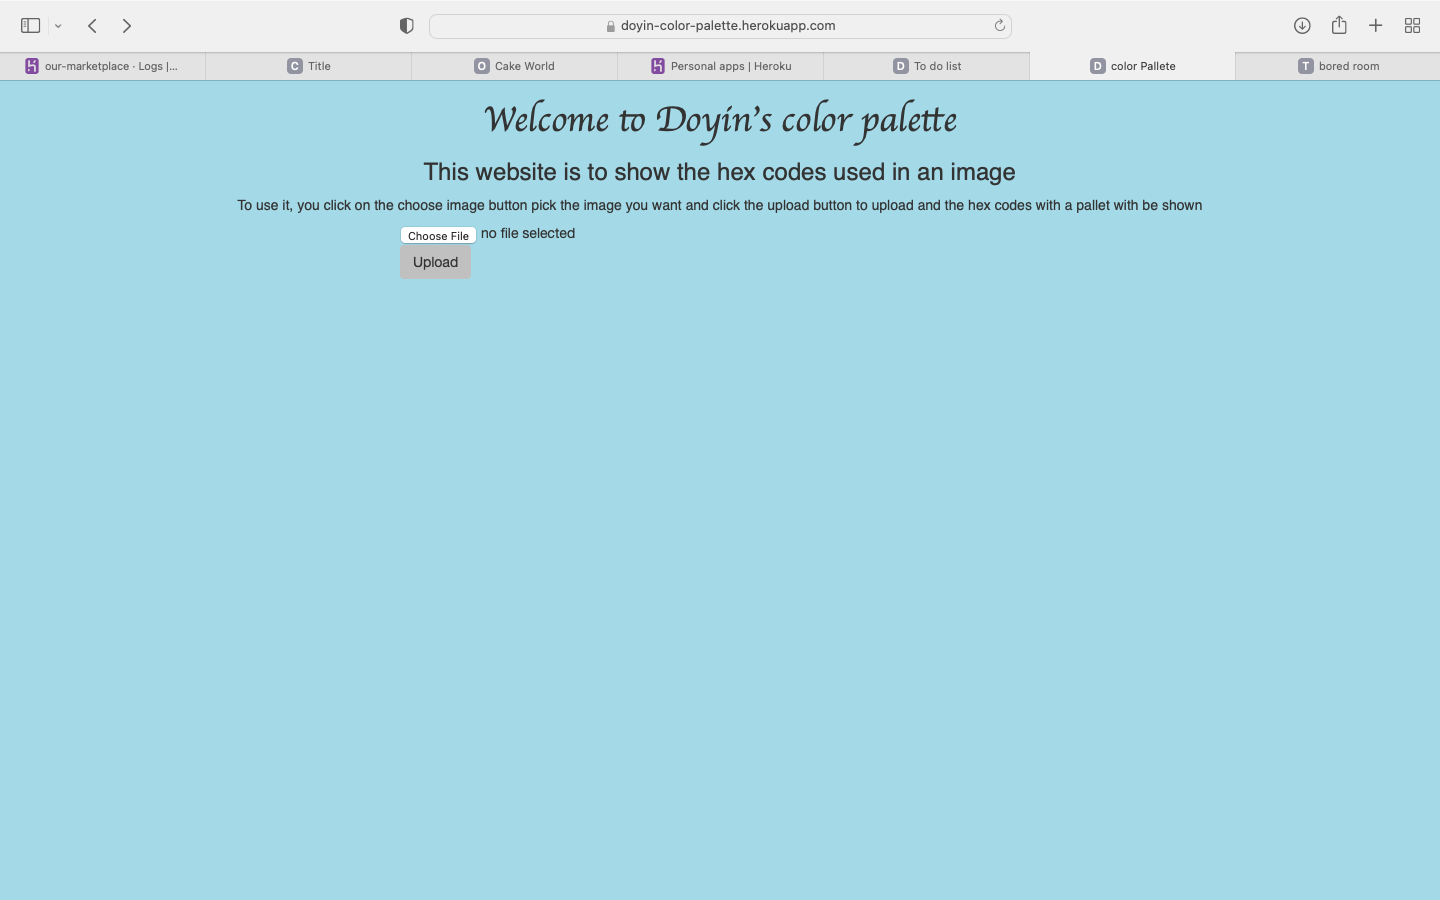 doyin-color-palette.herokuapp.com
our-marketplace · Logs |...
C Title
O Cake World
Personal apps | Heroku
D To do list
D color Pallete
T bored room
Welcome to Doyin's color palette
This website is to show the hex codes used in an image
To use it, you click on the choose image button pick the image you want and click the upload button to upload and the hex codes with a pallet with be shown
Choose File no file selected
Upload